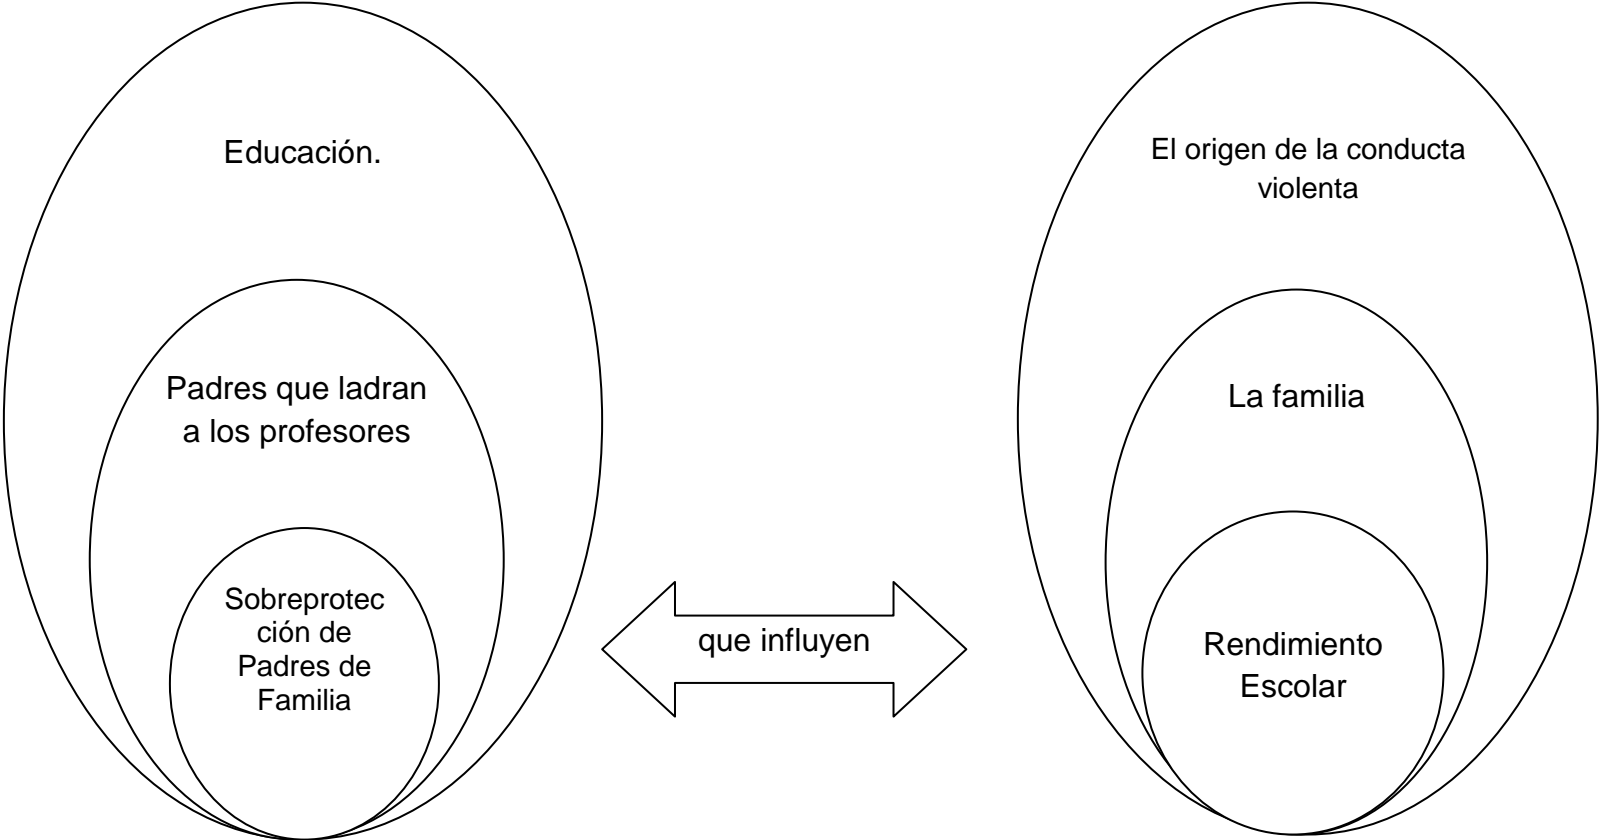 Educación.
Padres que ladran
a los profesores
Sobreprotec
ción de
Padres de
Familia
que influyen
El origen de la conducta
violenta
La familia
Rendimiento
Escolar